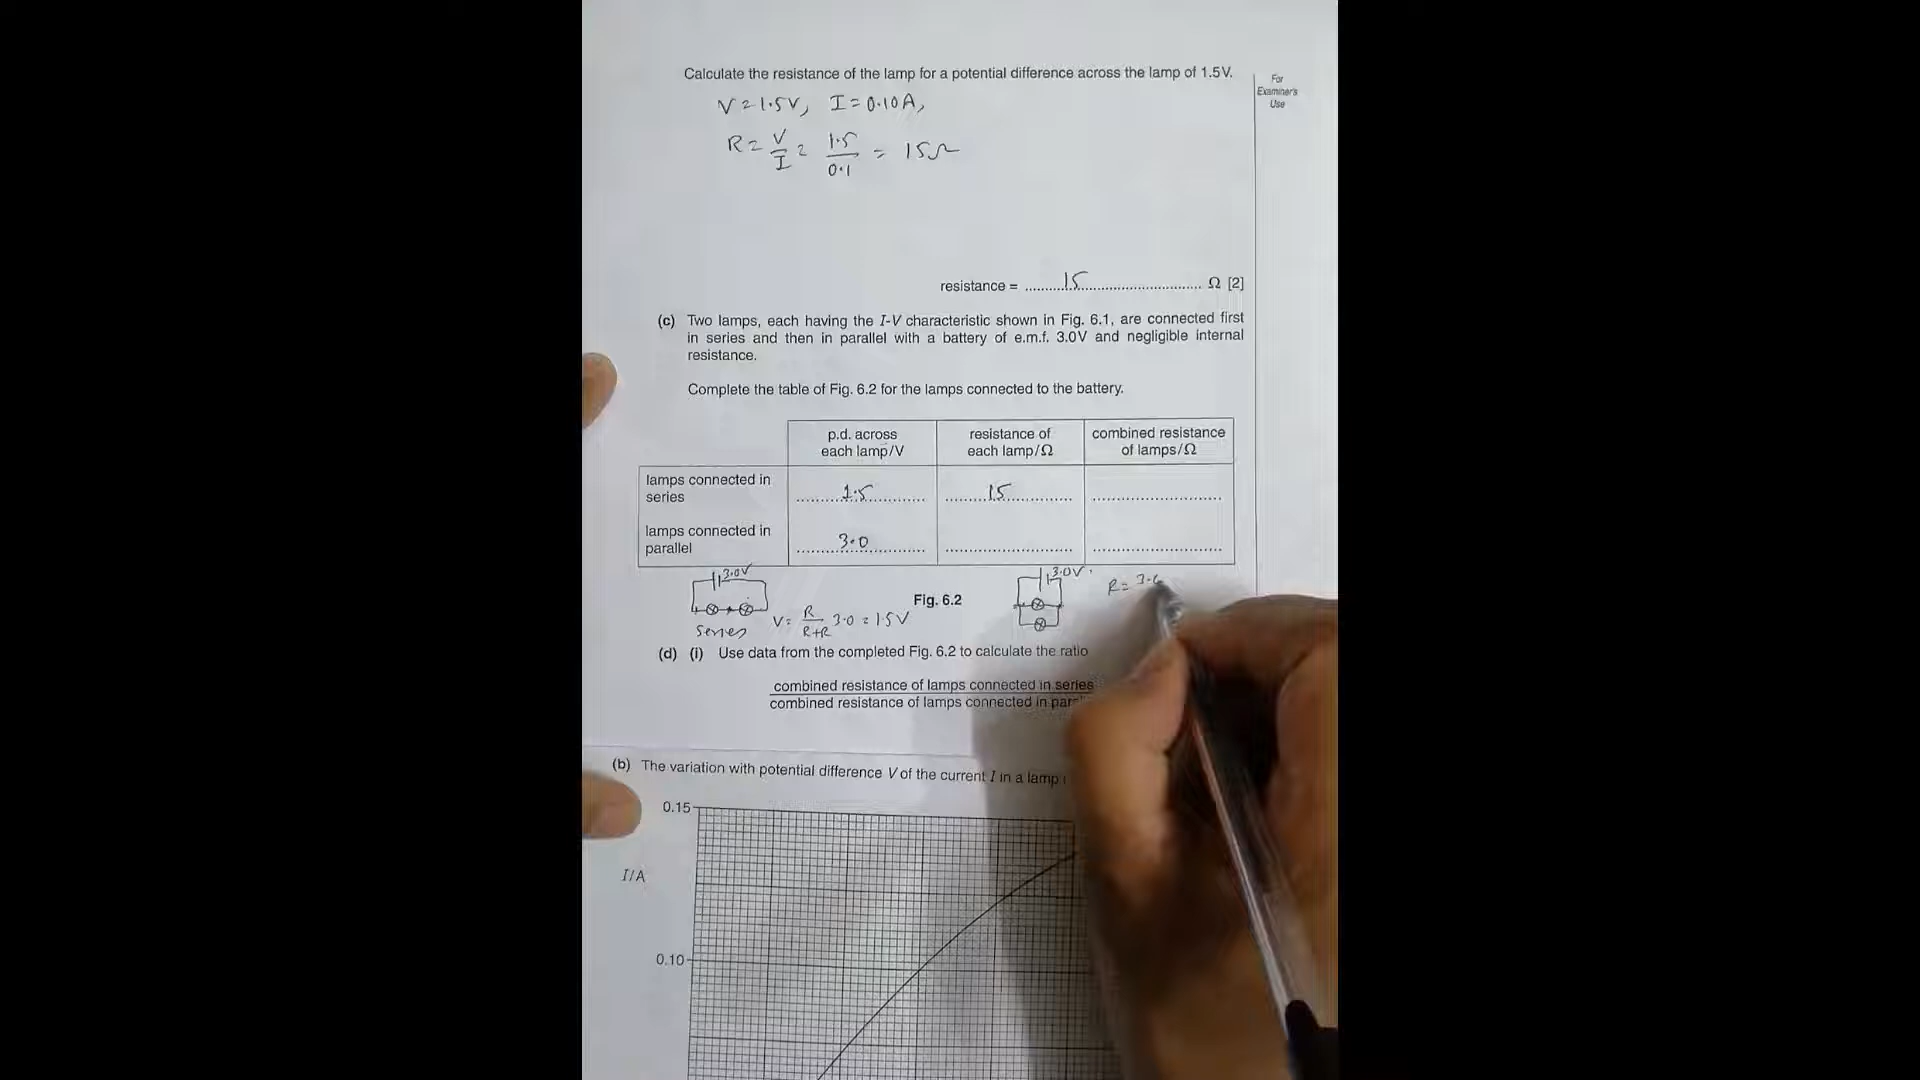 Calculate the resistance of the lamp for a potential difference across the lamp of 1.5V.
For
Examiner's
Use
V=1.5V, I=0.10A,
R= V/I = 1.5/0.1 = 15Ω
resistance = ........15........ Ω [2]
(c) Two lamps, each having the I-V characteristic shown in Fig. 6.1, are connected first
in series and then in parallel with a battery of e.m.f. 3.0V and negligible internal
resistance.
Complete the table of Fig. 6.2 for the lamps connected to the battery.
p.d. across
each lamp/V
resistance of
each lamp/Ω
combined resistance
of lamps/Ω
lamps connected in
series
1.5
15
lamps connected in
parallel
3.0
3.0V
series
V= R/R+R 3.0 = 1.5V
Fig. 6.2
3.0V
R=
(d) (i) Use data from the completed Fig. 6.2 to calculate the ratio
combined resistance of lamps connected in series
combined resistance of lamps connected in
(b) The variation with potential difference V of the current I in a lamp
0.15
I/A
0.10